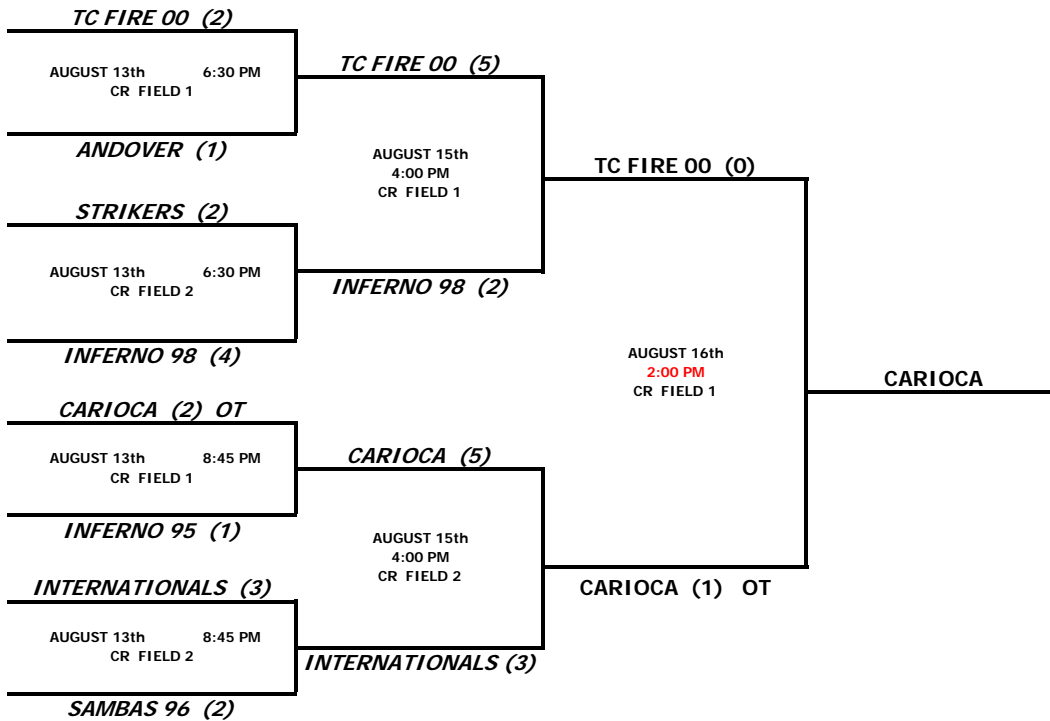 TC FIRE 00 (2)
AUGUST 13th 6:30 PM
CR FIELD 1
ANDOVER (1)
STRIKERS (2)
AUGUST 13th 6:30 PM
CR FIELD 2
INFERNO 98 (4)
CARIOCA (2) OT
AUGUST 13th 8:45 PM
CR FIELD 1
INFERNO 95 (1)
INTERNATIONALS (3)
AUGUST 13th 8:45 PM
CR FIELD 2
SAMBAS 96 (2)
TC FIRE 00 (5)
AUGUST 15th
4:00 PM
CR FIELD 1
INFERNO 98 (2)
CARIOCA (5)
AUGUST 15th
4:00 PM
CR FIELD 2
INTERNATIONALS (3)
TC FIRE 00 (0)
AUGUST 16th
2:00 PM
CR FIELD 1
CARIOCA (1) OT
CARIOCA